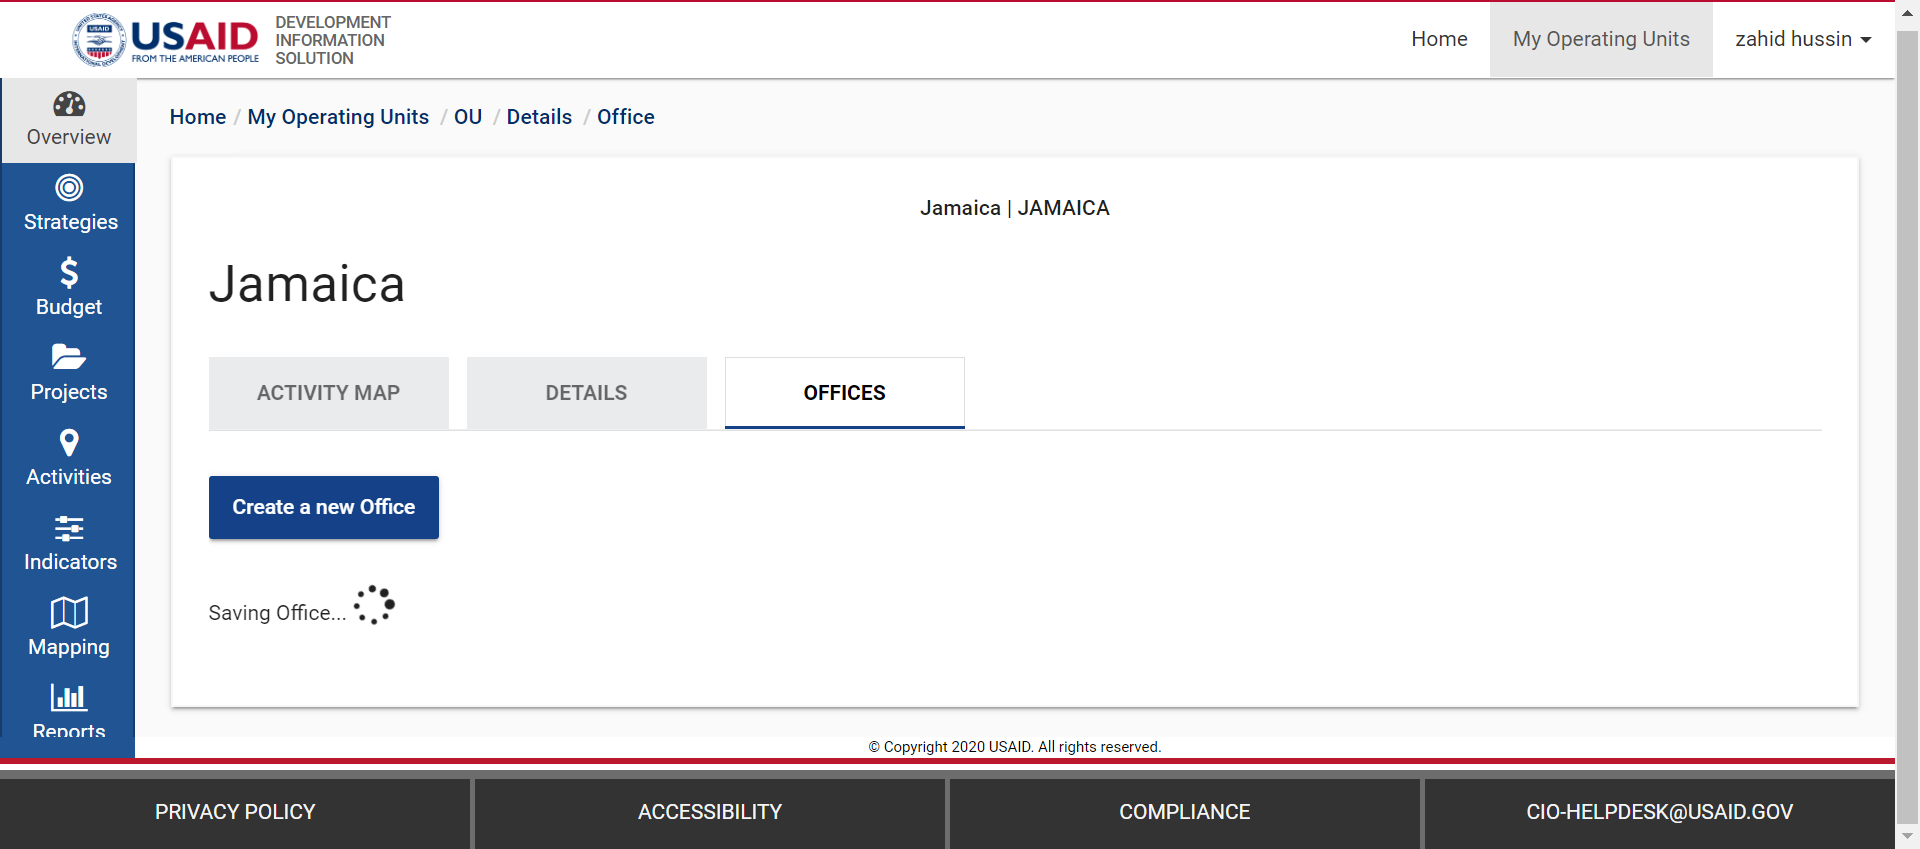 USAID
FROM THE AMERICAN PEOPLE
DEVELOPMENT
INFORMATION
SOLUTION
Home
My Operating Units
zahid hussin
Overview
Strategies
Budget
Projects
Activities
Indicators
Mapping
Reports
Home / My Operating Units / OU / Details / Office
Jamaica | JAMAICA
Jamaica
ACTIVITY MAP
DETAILS
OFFICES
Create a new Office
Saving Office...
© Copyright 2020 USAID. All rights reserved.
PRIVACY POLICY
ACCESSIBILITY
COMPLIANCE
CIO-HELPDESK@USAID.GOV